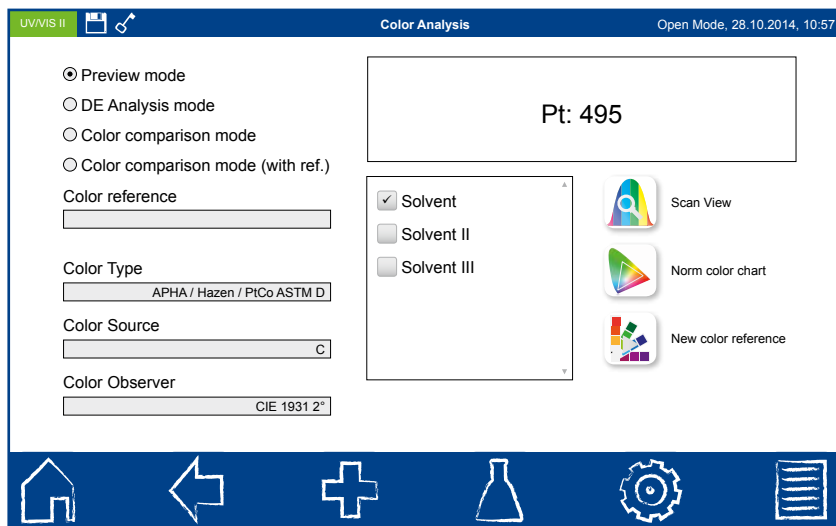 UV/VIS II
Color Analysis
Open Mode, 28.10.2014, 10:57
Preview mode
DE Analysis mode
Color comparison mode
Color comparison mode (with ref.)
Color reference
Color Type
APHA / Hazen / PtCo ASTM D
Color Source
C
Color Observer
CIE 1931 2°
Pt: 495
Solvent
Solvent II
Solvent III
Scan View
Norm color chart
New color reference